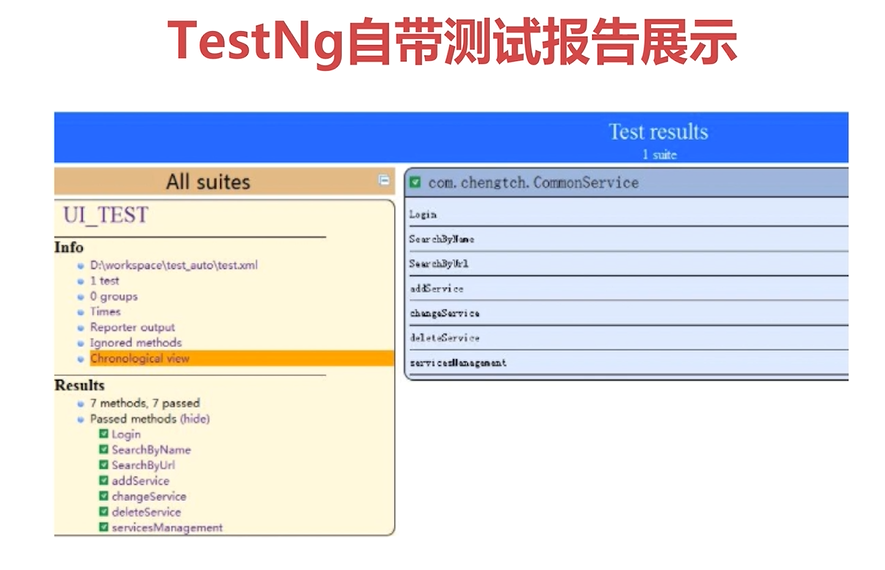 TestNg自带测试报告展示
Test results
1 suite
All suites
UI_TEST
Info
D:\workspace\test_auto\test.xml
1 test
0 groups
Times
Reporter output
Ignored methods
Chronological view
Results
7 methods, 7 passed
Passed methods (hide)
Login
SearchByName
SearchByUrl
addService
changeService
deleteService
servicesManagement
com.chengtch.CommonService
Login
SearchByName
SearchByUrl
addService
changeService
deleteService
servicesManagement